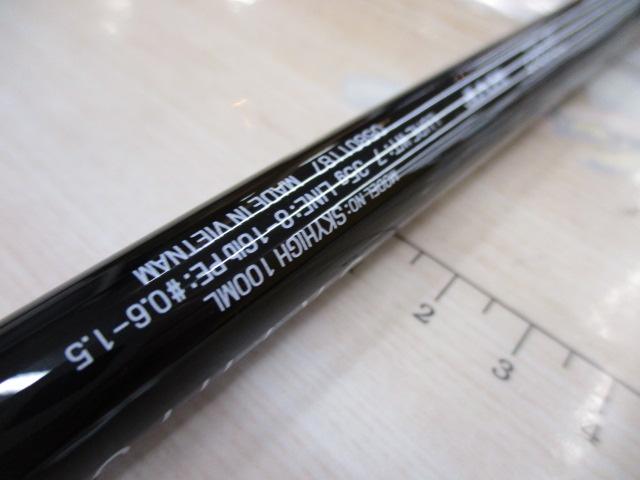 MODEL NO: SKYHIGH 100ML
LURE WT: 7-35g LINE: 8-16lb PE: #0.6-1.5
MADE IN VIETNAM
2
3
4